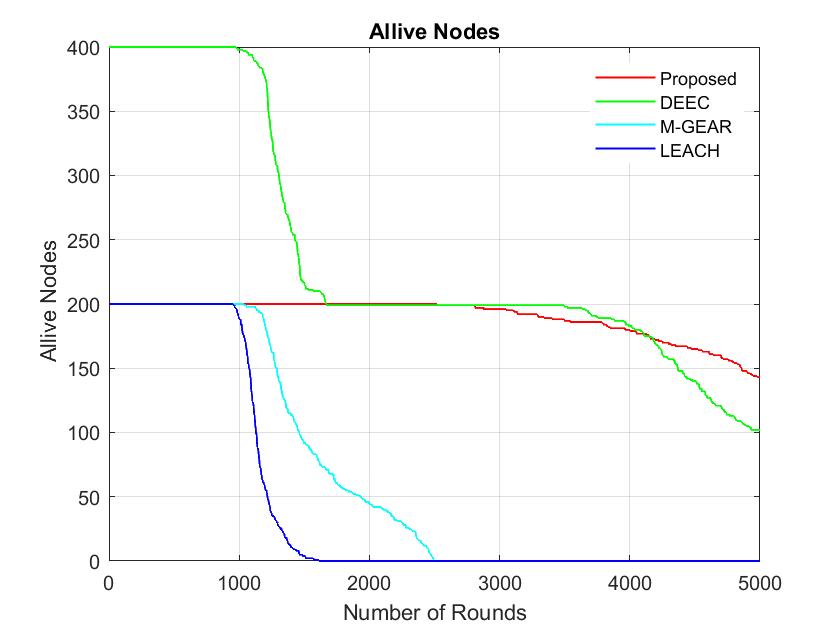 Allive Nodes
400
350
300
250
200
150
100
50
0
Allive Nodes
Proposed
DEEC
M-GEAR
LEACH
0 1000 2000 3000 4000 5000
Number of Rounds